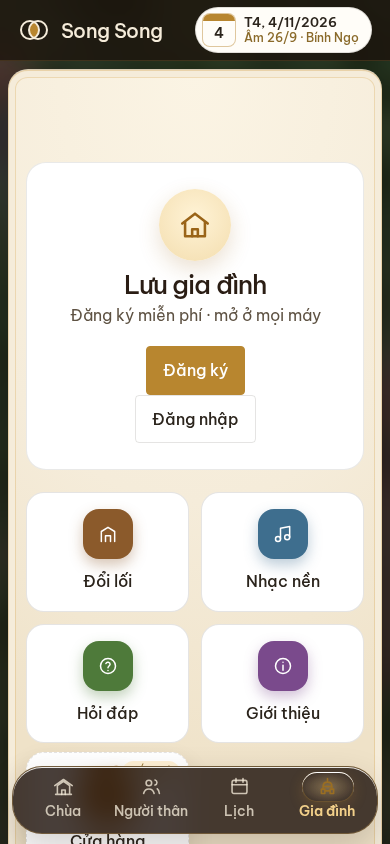 Song Song
4
T4, 4/11/2026
Âm 26/9 · Bính Ngọ
Lưu gia đình
Đăng ký miễn phí · mở ở mọi máy
Đăng ký
Đăng nhập
Đổi lối
Nhạc nền
Hỏi đáp
Giới thiệu
Cửa hàng
Chùa
Người thân
Lịch
Gia đình